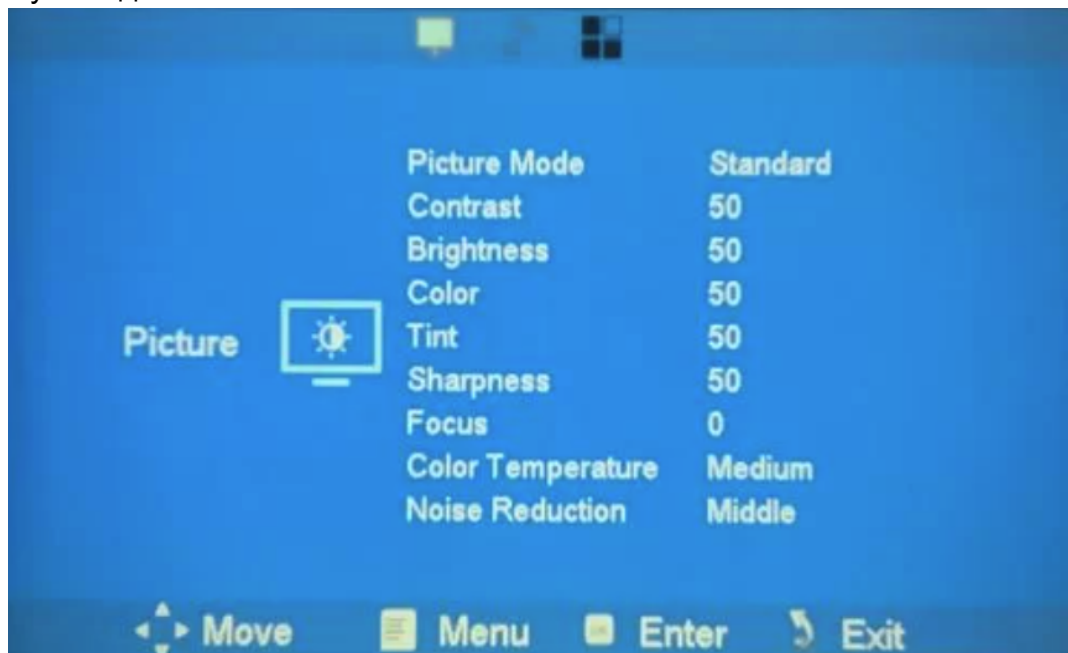 Picture
Picture Mode Standard
Contrast 50
Brightness 50
Color 50
Tint 50
Sharpness 50
Focus 0
Color Temperature Medium
Noise Reduction Middle
Move Menu Enter Exit